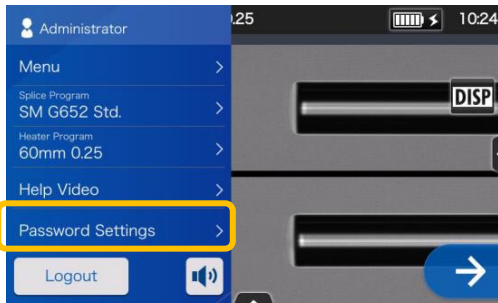 Administrator
.25
10:24
Menu
Splice Program
SM G652 Std.
DISP
Heater Program
60mm 0.25
Help Video
Password Settings
Logout